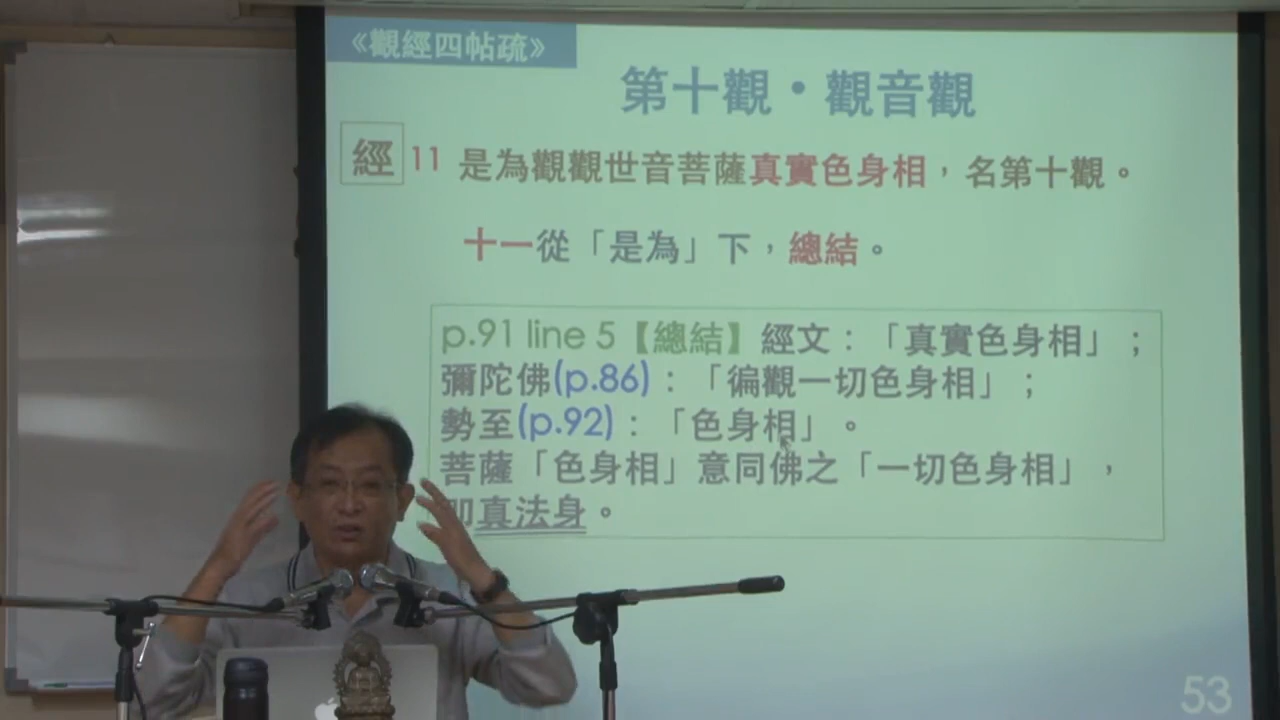 《觀經四帖疏》
第十觀・觀音觀
經 11 是為觀觀世音菩薩真實色身相，名第十觀。
十一從「是為」下，總結。
p.91 line 5【總結】經文：「真實色身相」；
彌陀佛(p.86)：「徧觀一切色身相」；
勢至(p.92)：「色身相」。
菩薩「色身相」意同佛之「一切色身相」，
即真法身。
53